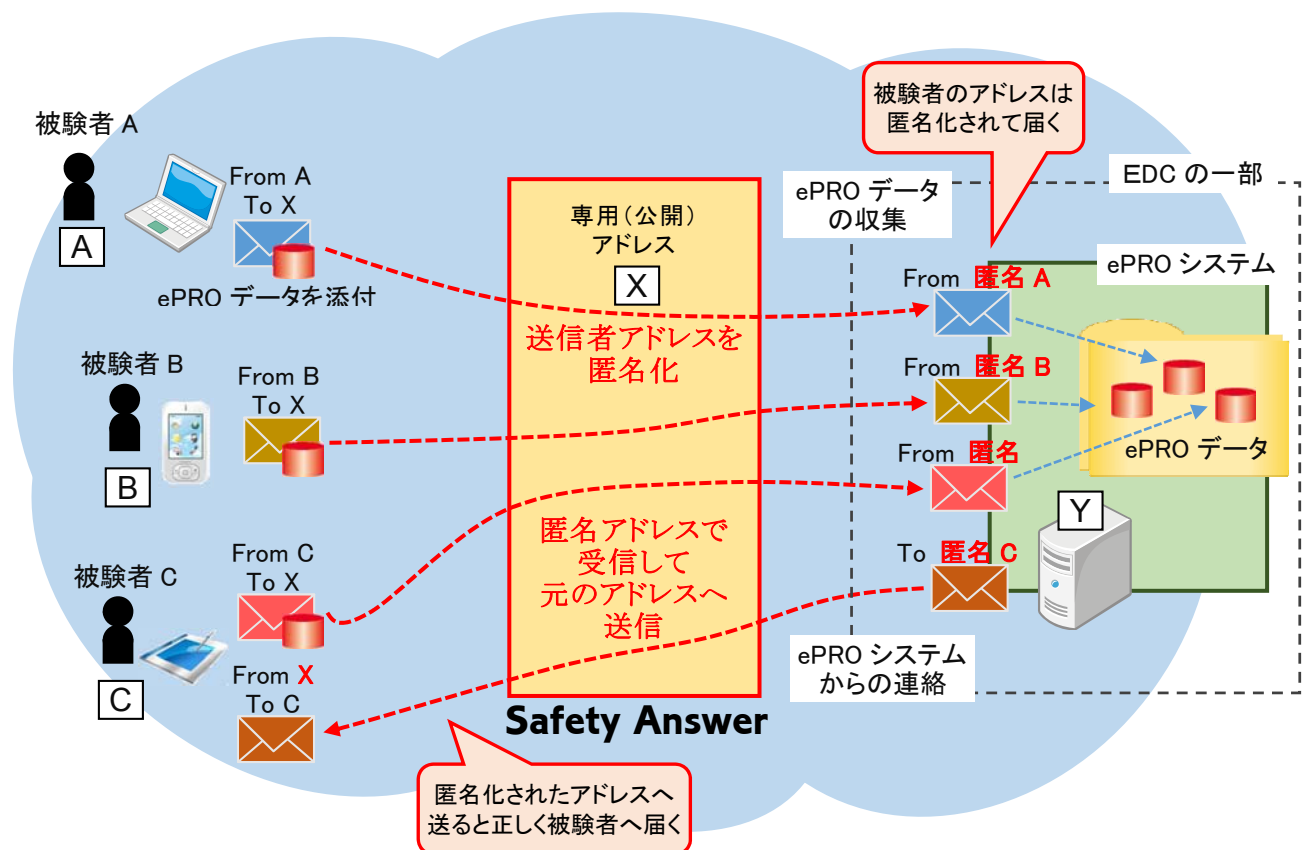 被験者 A
A
From A
To X
ePRO データを添付
被験者 B
B
From B
To X
被験者 C
C
From C
To X
From X
To C
専用（公開）
アドレス
X
送信者アドレスを
匿名化
匿名アドレスで
受信して
元のアドレスへ
送信
Safety Answer
匿名化されたアドレスへ
送ると正しく被験者へ届く
被験者のアドレスは
匿名化されて届く
ePRO データ
の収集
EDC の一部
ePRO システム
From 匿名 A
From 匿名 B
From 匿名
To 匿名 C
ePRO データ
Y
ePRO システム
からの連絡